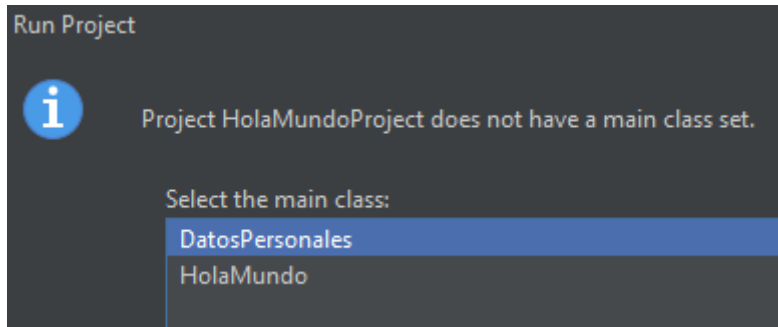 Run Project
Project HolaMundoProject does not have a main class set.
Select the main class:
DatosPersonales
HolaMundo